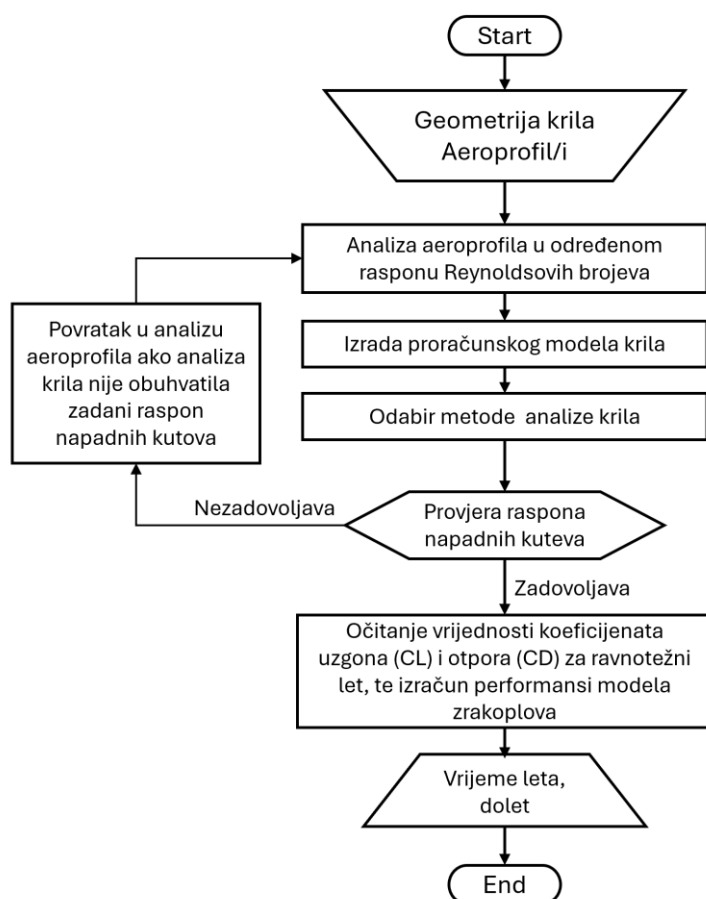 Start
Geometrija krila
Aeroprofil/i
Analiza aeroprofila u određenom
rasponu Reynoldsovih brojeva
Povratak u analizu
aeroprofila ako analiza
krila nije obuhvatila
zadani raspon
napadnih kutova
Izrada proračunskog modela krila
Odabir metode analize krila
Nezadovoljava
Provjera raspona
napadnih kuteva
Zadovoljava
Očitanje vrijednosti koeficijenata
uzgona (CL) i otpora (CD) za ravnotežni
let, te izračun performansi modela
zrakoplova
Vrijeme leta,
dolet
End